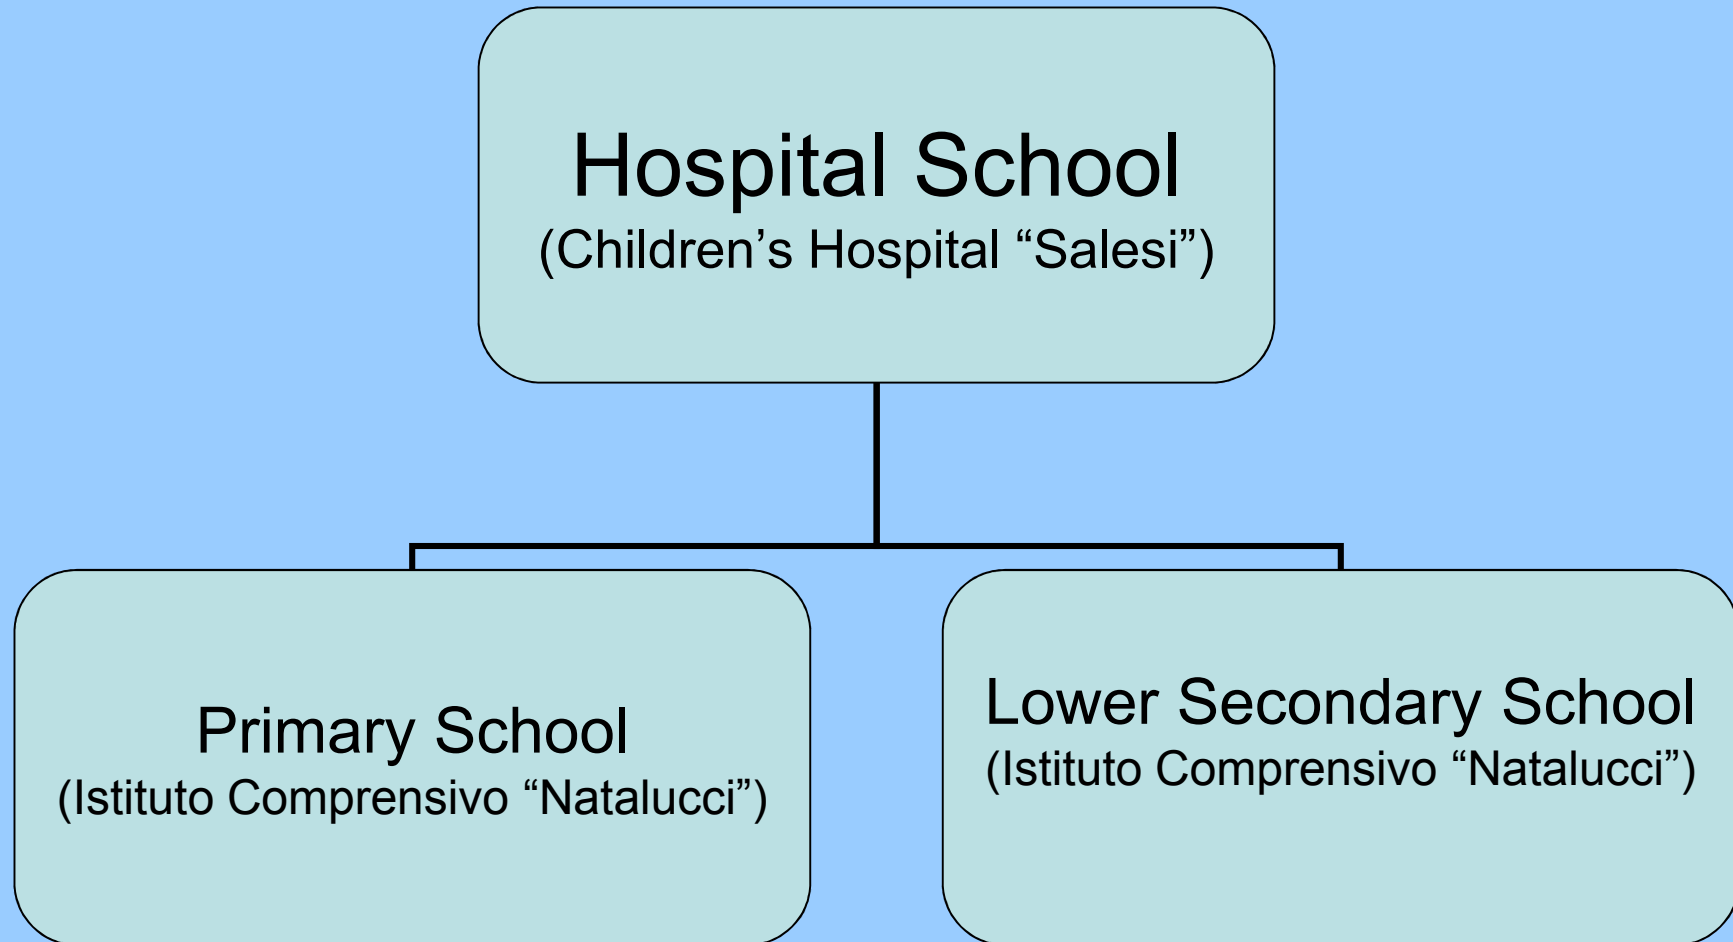 Hospital School
(Children’s Hospital “Salesi”)
Primary School
(Istituto Comprensivo “Natalucci”)
Lower Secondary School
(Istituto Comprensivo “Natalucci”)